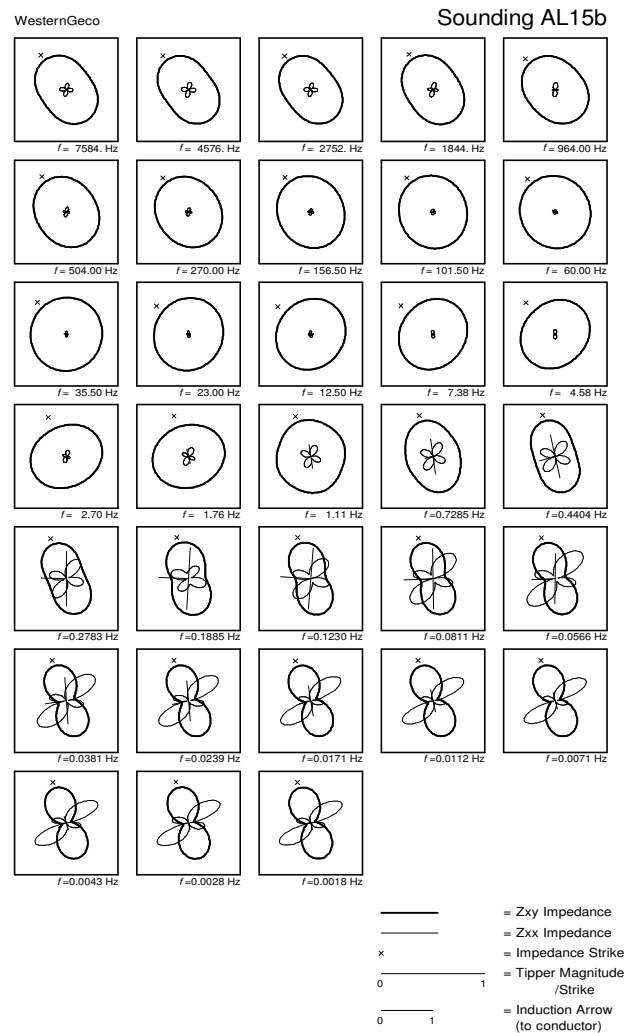 WesternGeco
Sounding AL15b
f = 7584. Hz
f = 4576. Hz
f = 2752. Hz
f = 1844. Hz
f = 964.00 Hz
f = 504.00 Hz
f = 270.00 Hz
f = 156.50 Hz
f = 101.50 Hz
f = 60.00 Hz
f = 35.50 Hz
f = 23.00 Hz
f = 12.50 Hz
f = 7.38 Hz
f = 4.58 Hz
f = 2.70 Hz
f = 1.76 Hz
f = 1.11 Hz
f =0.7285 Hz
f =0.4404 Hz
f =0.2783 Hz
f =0.1885 Hz
f =0.1230 Hz
f =0.0811 Hz
f =0.0566 Hz
f =0.0381 Hz
f =0.0239 Hz
f =0.0171 Hz
f =0.0112 Hz
f =0.0071 Hz
f =0.0043 Hz
f =0.0028 Hz
f =0.0018 Hz
= Zxy Impedance
= Zxx Impedance
× = Impedance Strike
0 1 = Tipper Magnitude
/Strike
0 1 = Induction Arrow
(to conductor)